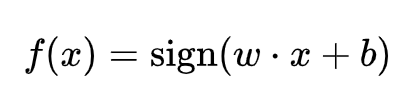 f(x) = sign(w · x + b)